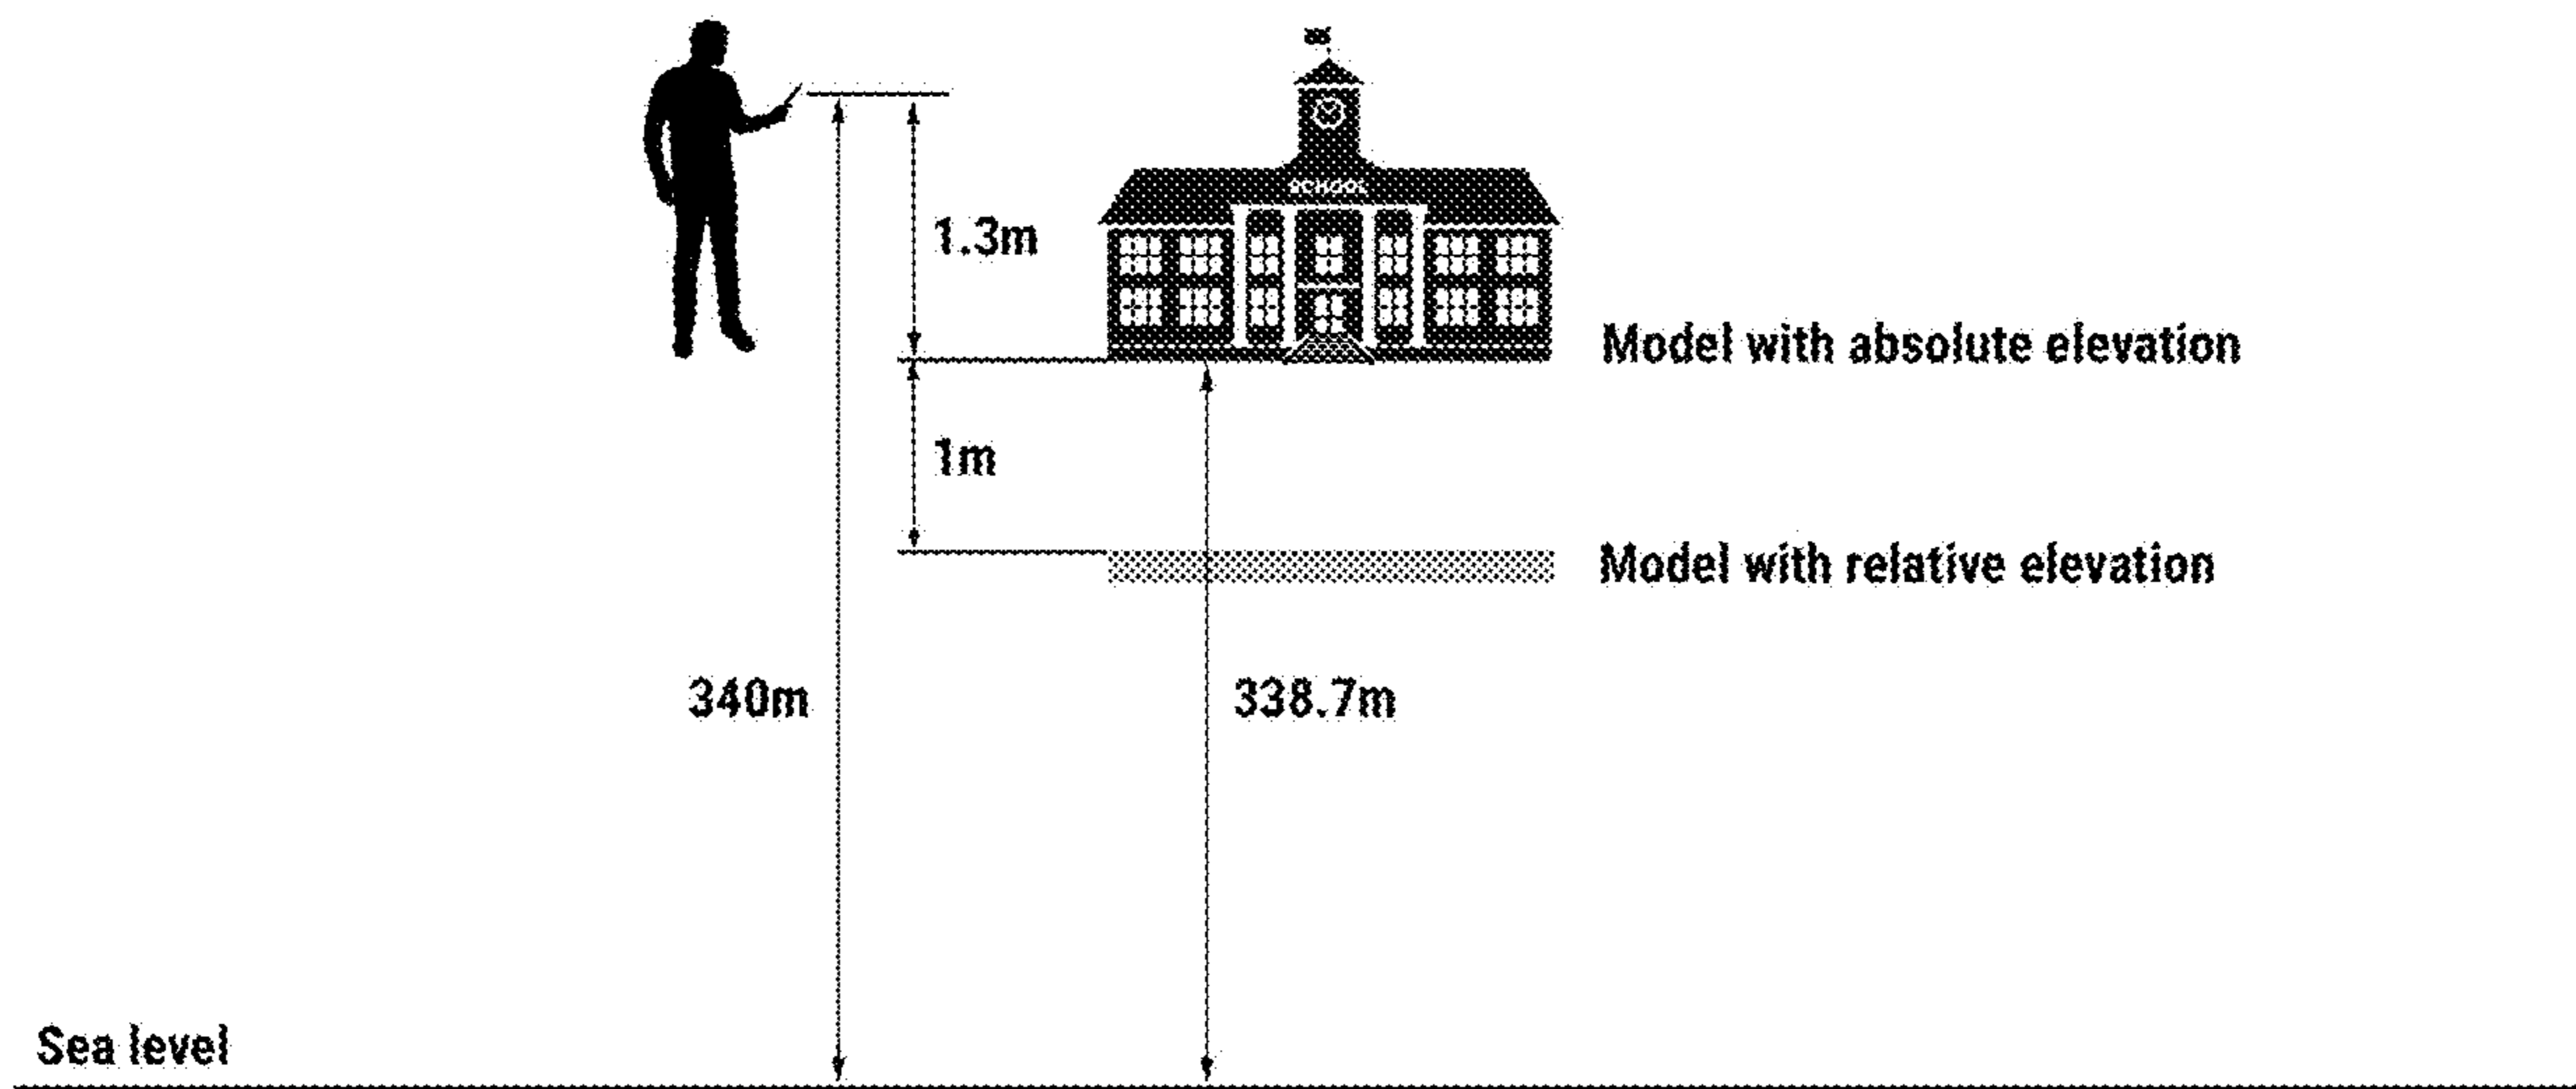 SCHOOL
1.3m
Model with absolute elevation
1m
Model with relative elevation
340m
338.7m
Sea level